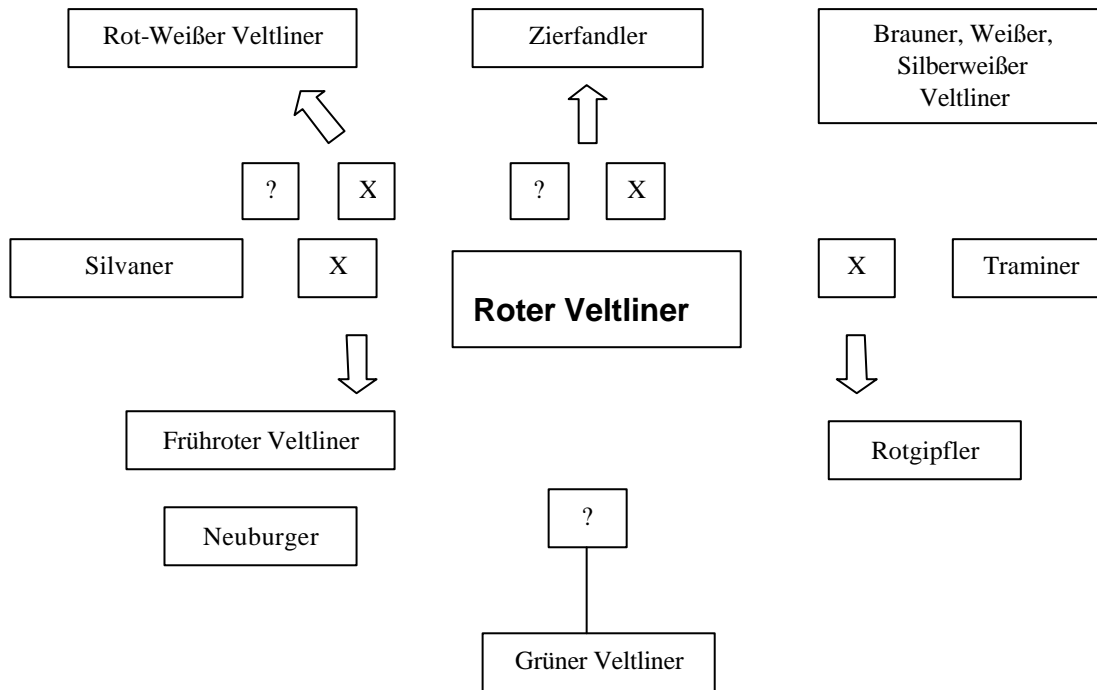 Rot-Weißer Veltliner
Zierfandler
Brauner, Weißer,
Silberweißer
Veltliner
?
X
?
X
Silvaner
X
Roter Veltliner
X
Traminer
Frühroter Veltliner
Rotgipfler
Neuburger
?
Grüner Veltliner